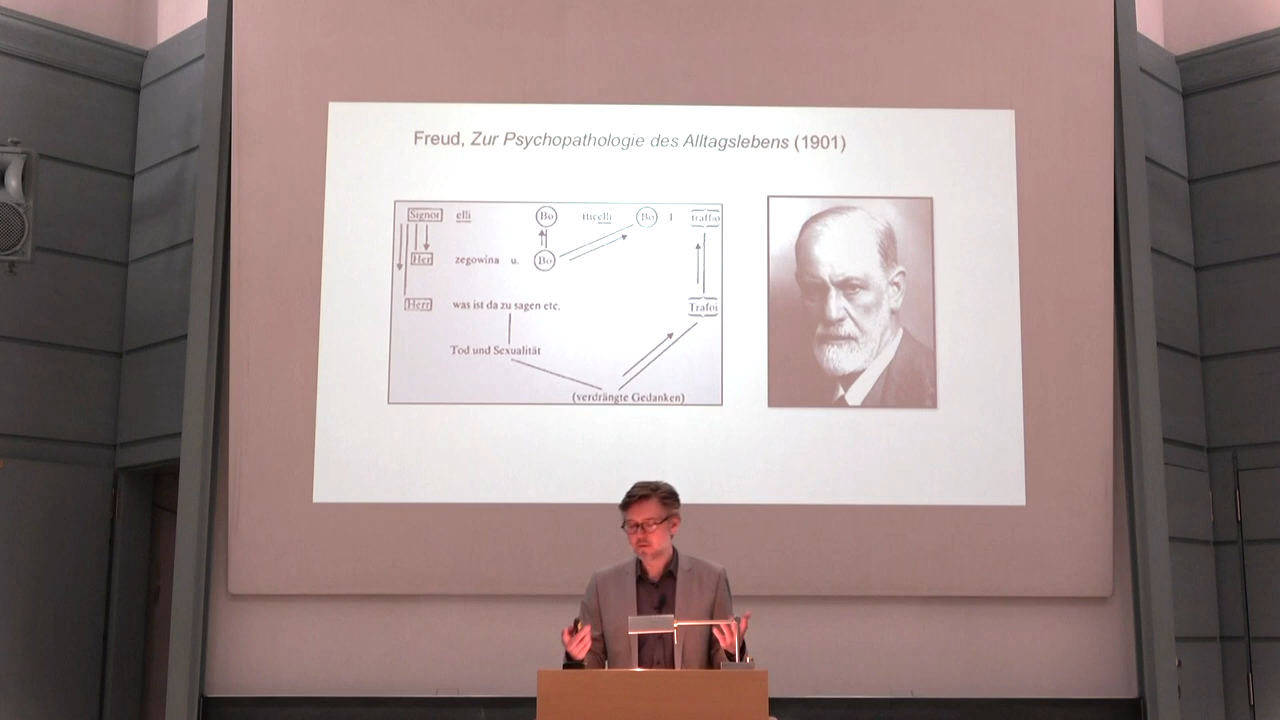 Freud, Zur Psychopathologie des Alltagslebens (1901)
Signor elli Bo tticelli Bo l traffio
Her zegowina u. Bo
Herr was ist da zu sagen etc. Trafoi
Tod und Sexualität
(verdrängte Gedanken)